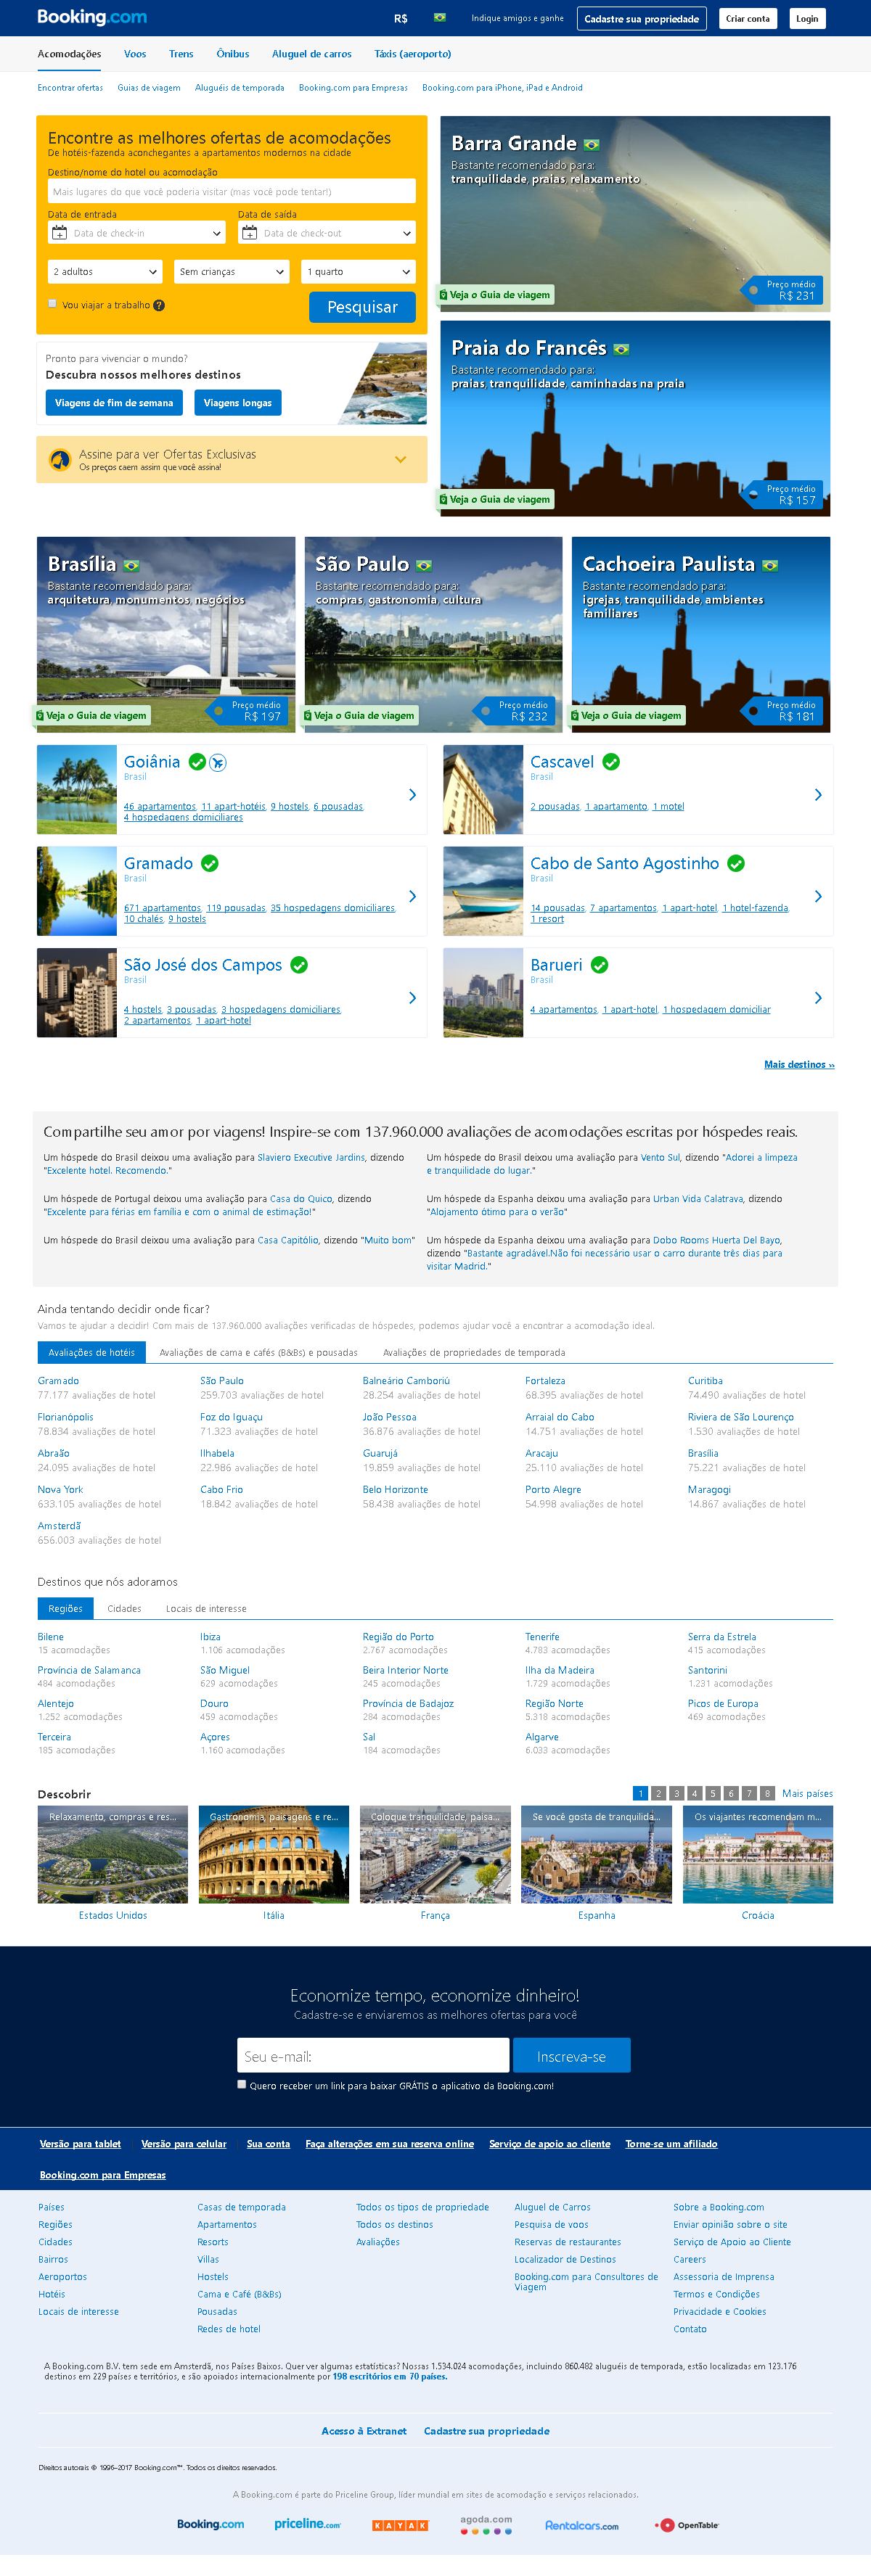 Booking.com
R$
Indique amigos e ganhe
Cadastre sua propriedade
Criar conta
Login
Acomodações
Voos
Trens
Ônibus
Aluguel de carros
Táxis (aeroporto)
Encontrar ofertas
Guias de viagem
Aluguéis de temporada
Booking.com para Empresas
Booking.com para iPhone, iPad e Android
Encontre as melhores ofertas de acomodações
De hotéis-fazenda aconchegantes a apartamentos modernos na cidade
Destino/nome do hotel ou acomodação
Mais lugares do que você poderia visitar (mas você pode tentar!)
Data de entrada
Data de saída
Data de check-in
Data de check-out
2 adultos
Sem crianças
1 quarto
Vou viajar a trabalho ?
Pesquisar
Pronto para vivenciar o mundo?
Descubra nossos melhores destinos
Viagens de fim de semana
Viagens longas
Assine para ver Ofertas Exclusivas
Os preços caem assim que você assina!
Barra Grande
Bastante recomendado para:
tranquilidade, praias, relaxamento
Veja o Guia de viagem
Preço médio
R$ 231
Praia do Francês
Bastante recomendado para:
praias, tranquilidade, caminhadas na praia
Veja o Guia de viagem
Preço médio
R$ 157
Brasília
Bastante recomendado para:
arquitetura, monumentos, negócios
Veja o Guia de viagem
Preço médio
R$ 197
São Paulo
Bastante recomendado para:
compras, gastronomia, cultura
Veja o Guia de viagem
Preço médio
R$ 232
Cachoeira Paulista
Bastante recomendado para:
igrejas, tranquilidade, ambientes
familiares
Veja o Guia de viagem
Preço médio
R$ 181
Goiânia
Brasil
46 apartamentos, 11 apart-hotéis, 9 hostels, 6 pousadas,
4 hospedagens domiciliares
Cascavel
Brasil
2 pousadas, 1 apartamento, 1 motel
Gramado
Brasil
671 apartamentos, 119 pousadas, 35 hospedagens domiciliares,
10 chalés, 9 hostels
Cabo de Santo Agostinho
Brasil
14 pousadas, 7 apartamentos, 1 apart-hotel, 1 hotel-fazenda,
1 resort
São José dos Campos
Brasil
4 hostels, 3 pousadas, 3 hospedagens domiciliares,
2 apartamentos, 1 apart-hotel
Barueri
Brasil
4 apartamentos, 1 apart-hotel, 1 hospedagem domiciliar
Mais destinos »
Compartilhe seu amor por viagens! Inspire-se com 137.960.000 avaliações de acomodações escritas por hóspedes reais.
Um hóspede do Brasil deixou uma avaliação para Slaviero Executive Jardins, dizendo
"Excelente hotel. Recomendo."
Um hóspede do Brasil deixou uma avaliação para Vento Sul, dizendo "Adorei a limpeza
e tranquilidade do lugar."
Um hóspede de Portugal deixou uma avaliação para Casa do Quico, dizendo
"Excelente para férias em família e com o animal de estimação!"
Um hóspede da Espanha deixou uma avaliação para Urban Vida Calatrava, dizendo
"Alojamento ótimo para o verão"
Um hóspede do Brasil deixou uma avaliação para Casa Capitólio, dizendo "Muito bom"
Um hóspede da Espanha deixou uma avaliação para Dobo Rooms Huerta Del Bayo,
dizendo "Bastante agradável.Não foi necessário usar o carro durante três dias para
visitar Madrid."
Ainda tentando decidir onde ficar?
Vamos te ajudar a decidir! Com mais de 137.960.000 avaliações verificadas de hóspedes, podemos ajudar você a encontrar a acomodação ideal.
Avaliações de hotéis
Avaliações de cama e cafés (B&Bs) e pousadas
Avaliações de propriedades de temporada
Gramado
77.177 avaliações de hotel
São Paulo
259.703 avaliações de hotel
Balneário Camboriú
28.254 avaliações de hotel
Fortaleza
68.395 avaliações de hotel
Curitiba
74.490 avaliações de hotel
Florianópolis
78.834 avaliações de hotel
Foz do Iguaçu
71.323 avaliações de hotel
João Pessoa
36.876 avaliações de hotel
Arraial do Cabo
14.751 avaliações de hotel
Riviera de São Lourenço
1.530 avaliações de hotel
Abraão
24.095 avaliações de hotel
Ilhabela
22.986 avaliações de hotel
Guarujá
19.859 avaliações de hotel
Aracaju
25.110 avaliações de hotel
Brasília
75.221 avaliações de hotel
Nova York
633.105 avaliações de hotel
Cabo Frio
18.842 avaliações de hotel
Belo Horizonte
58.438 avaliações de hotel
Porto Alegre
54.998 avaliações de hotel
Maragogi
14.867 avaliações de hotel
Amsterdã
656.003 avaliações de hotel
Destinos que nós adoramos
Regiões
Cidades
Locais de interesse
Bilene
15 acomodações
Ibiza
1.106 acomodações
Região do Porto
2.767 acomodações
Tenerife
4.783 acomodações
Serra da Estrela
415 acomodações
Província de Salamanca
484 acomodações
São Miguel
629 acomodações
Beira Interior Norte
245 acomodações
Ilha da Madeira
1.729 acomodações
Santorini
1.231 acomodações
Alentejo
1.252 acomodações
Douro
459 acomodações
Província de Badajoz
284 acomodações
Região Norte
5.318 acomodações
Picos de Europa
469 acomodações
Terceira
185 acomodações
Açores
1.160 acomodações
Sal
184 acomodações
Algarve
6.033 acomodações
Descobrir
1 2 3 4 5 6 7 8 Mais países
Relaxamento, compras e res...
Gastronomia, paisagens e re...
Coloque tranquilidade, paisa...
Se você gosta de tranquilida...
Os viajantes recomendam m...
Estados Unidos
Itália
França
Espanha
Croácia
Economize tempo, economize dinheiro!
Cadastre-se e enviaremos as melhores ofertas para você
Seu e-mail:
Inscreva-se
Quero receber um link para baixar GRÁTIS o aplicativo da Booking.com!
Versão para tablet
Versão para celular
Sua conta
Faça alterações em sua reserva online
Serviço de apoio ao cliente
Torne-se um afiliado
Booking.com para Empresas
Países
Regiões
Cidades
Bairros
Aeroportos
Hotéis
Locais de interesse
Casas de temporada
Apartamentos
Resorts
Villas
Hostels
Cama e Café (B&Bs)
Pousadas
Redes de hotel
Todos os tipos de propriedade
Todos os destinos
Avaliações
Aluguel de Carros
Pesquisa de voos
Reservas de restaurantes
Localizador de Destinos
Booking.com para Consultores de
Viagem
Sobre a Booking.com
Enviar opinião sobre o site
Serviço de Apoio ao Cliente
Careers
Assessoria de Imprensa
Termos e Condições
Privacidade e Cookies
Contato
A Booking.com B.V. tem sede em Amsterdã, nos Países Baixos. Quer ver algumas estatísticas? Nossas 1.534.024 acomodações, incluindo 860.482 aluguéis de temporada, estão localizadas em 123.176
destinos em 229 países e territórios, e são apoiados internacionalmente por 198 escritórios em 70 países.
Acesso à Extranet
Cadastre sua propriedade
Direitos autorais © 1996–2017 Booking.com™. Todos os direitos reservados.
A Booking.com é parte do Priceline Group, líder mundial em sites de acomodação e serviços relacionados.
Booking.com
priceline.com
KAYAK
agoda.com
Rentalcars.com
OpenTable